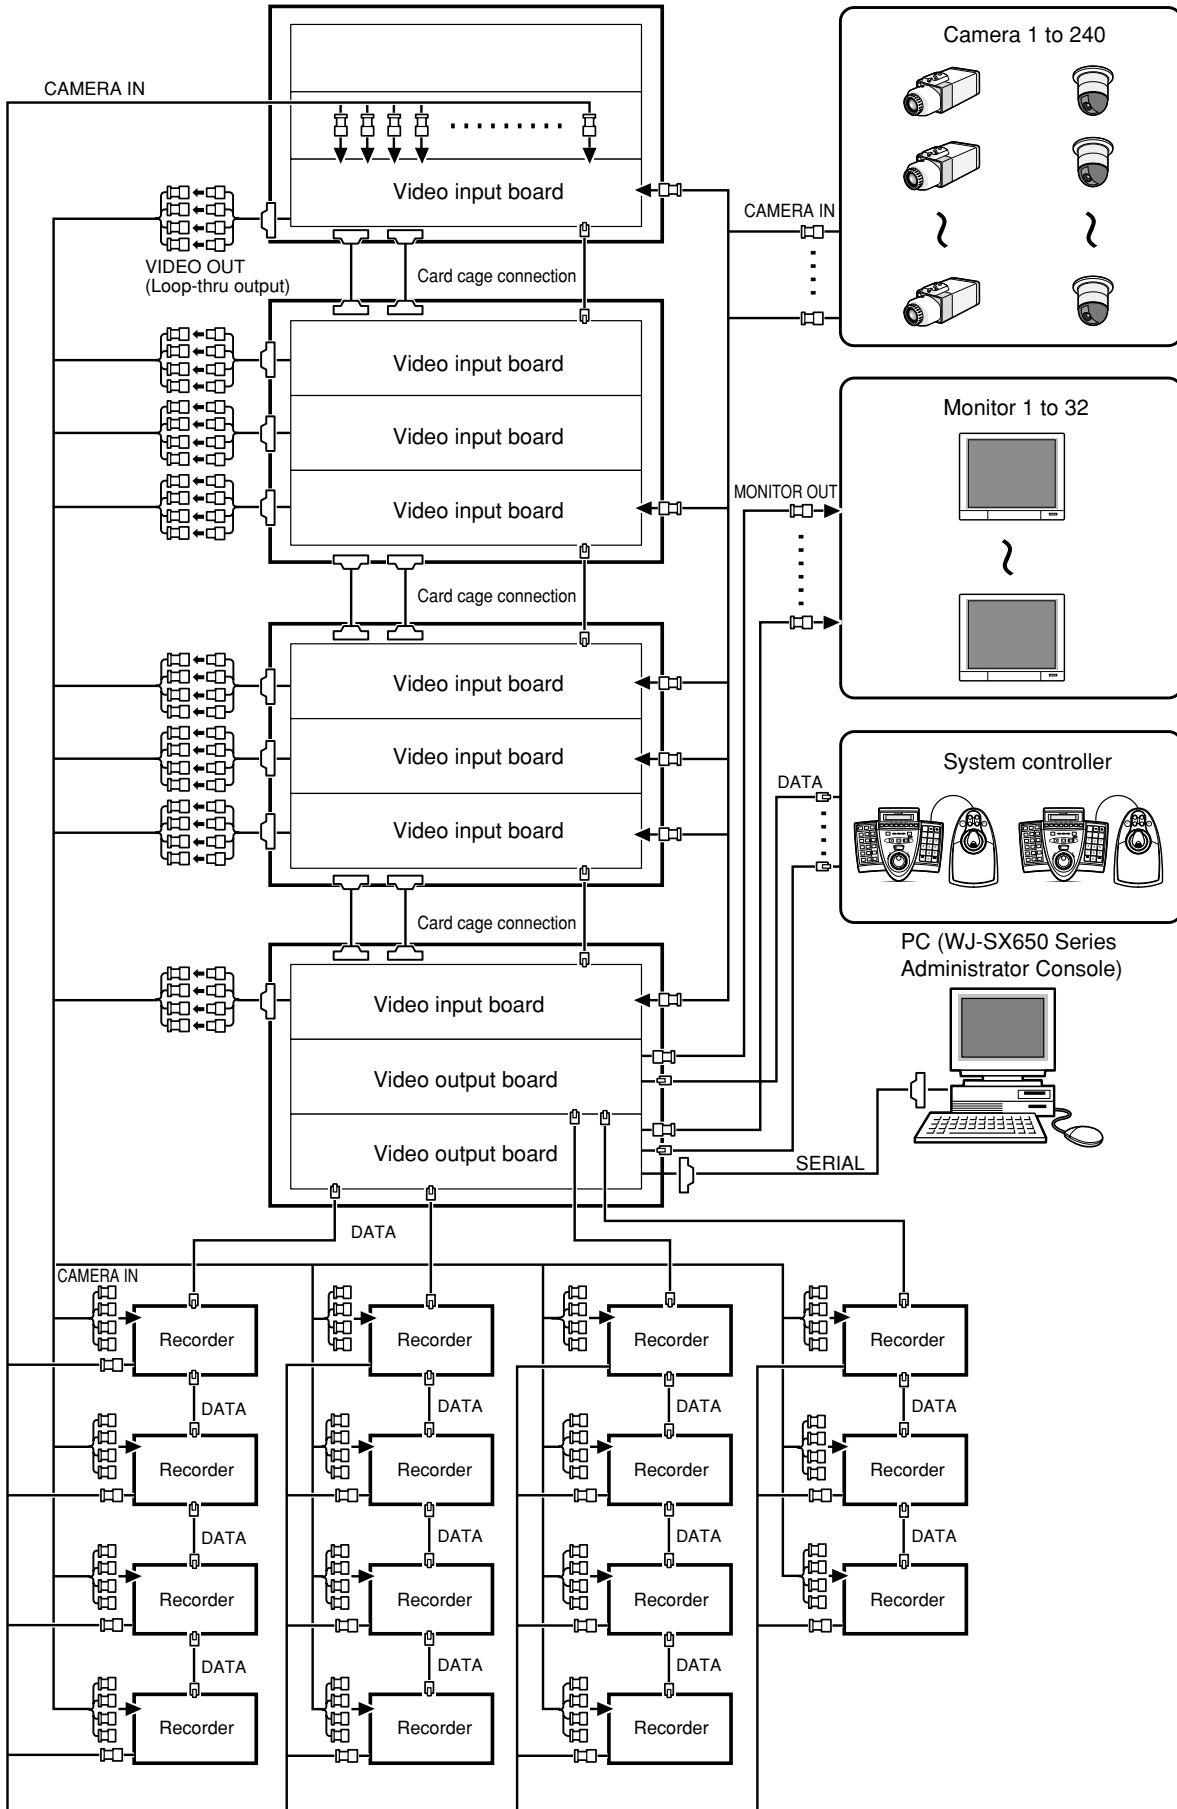 Camera 1 to 240
CAMERA IN
Video input board
CAMERA IN
VIDEO OUT
(Loop-thru output)
Card cage connection
Video input board
Video input board
Video input board
Monitor 1 to 32
MONITOR OUT
Card cage connection
Video input board
Video input board
Video input board
System controller
DATA
Card cage connection
PC (WJ-SX650 Series
Administrator Console)
Video input board
Video output board
Video output board
SERIAL
DATA
CAMERA IN
Recorder
Recorder
Recorder
Recorder
DATA
DATA
DATA
DATA
Recorder
Recorder
Recorder
Recorder
DATA
DATA
DATA
DATA
Recorder
Recorder
Recorder
Recorder
DATA
DATA
DATA
Recorder
Recorder
Recorder